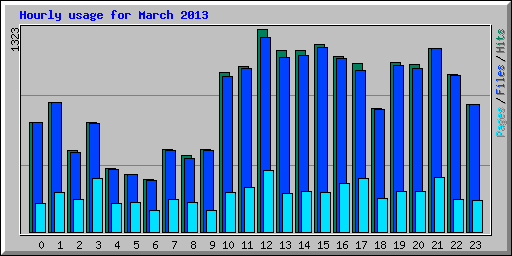 Hourly usage for March 2013
1323
Pages / Files / Hits
0 1 2 3 4 5 6 7 8 9 10 11 12 13 14 15 16 17 18 19 20 21 22 23